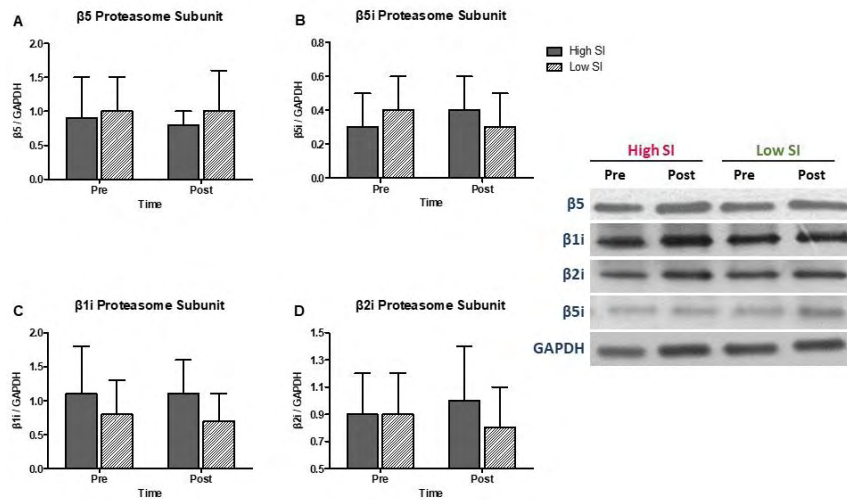 A
β5 Proteasome Subunit
β5 / GAPDH
2.0
1.5
1.0
0.5
0.0
Pre
Post
Time
B
β5i Proteasome Subunit
β5i / GAPDH
0.8
0.6
0.4
0.2
0.0
Pre
Post
Time
High SI
Low SI
C
β1i Proteasome Subunit
β1i / GAPDH
2.0
1.5
1.0
0.5
0.0
Pre
Post
Time
D
β2i Proteasome Subunit
β2i / GAPDH
1.5
1.3
1.1
0.9
0.7
0.5
Pre
Post
Time
High SI Low SI
Pre Post Pre Post
β5
β1i
β2i
β5i
GAPDH